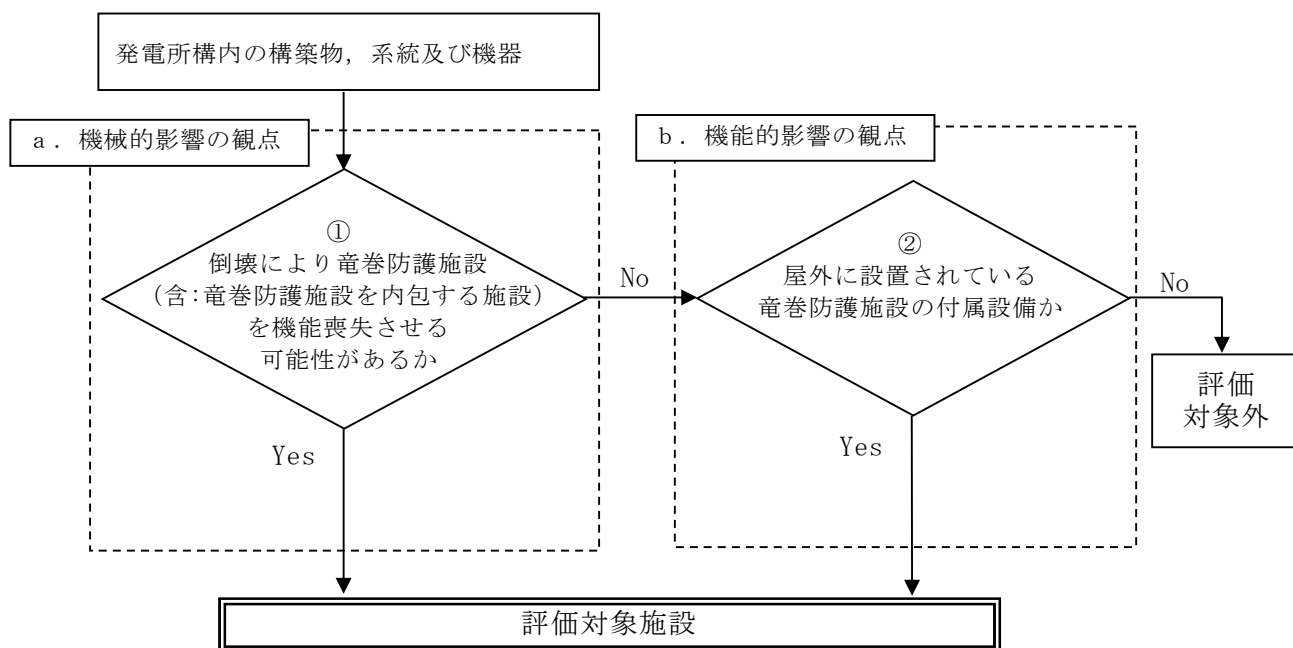 発電所構内の構築物，系統及び機器
a．機械的影響の観点
①
倒壊により竜巻防護施設
（含:竜巻防護施設を内包する施設）
を機能喪失させる
可能性があるか
Yes
No
b．機能的影響の観点
②
屋外に設置されている
竜巻防護施設の付属設備か
Yes
No
評価
対象外
評価対象施設